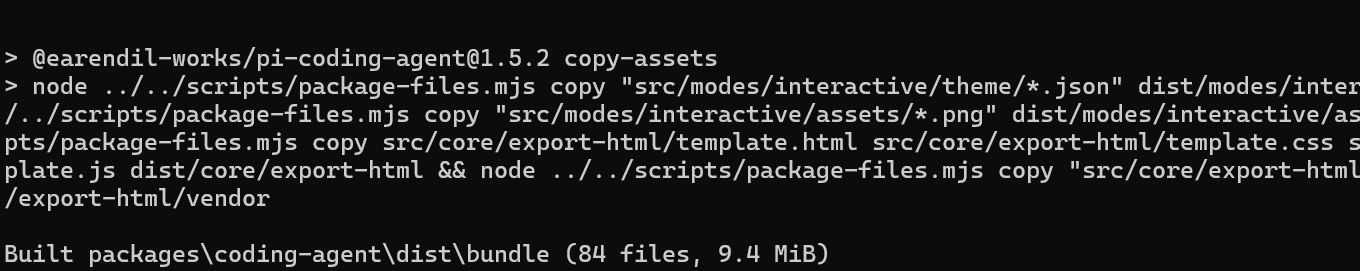 > @earendil-works/pi-coding-agent@1.5.2 copy-assets
> node ../../scripts/package-files.mjs copy "src/modes/interactive/theme/*.json" dist/modes/inter
/../scripts/package-files.mjs copy "src/modes/interactive/assets/*.png" dist/modes/interactive/as
pts/package-files.mjs copy src/core/export-html/template.html src/core/export-html/template.css s
plate.js dist/core/export-html && node ../../scripts/package-files.mjs copy "src/core/export-html
/export-html/vendor
Built packages\coding-agent\dist\bundle (84 files, 9.4 MiB)